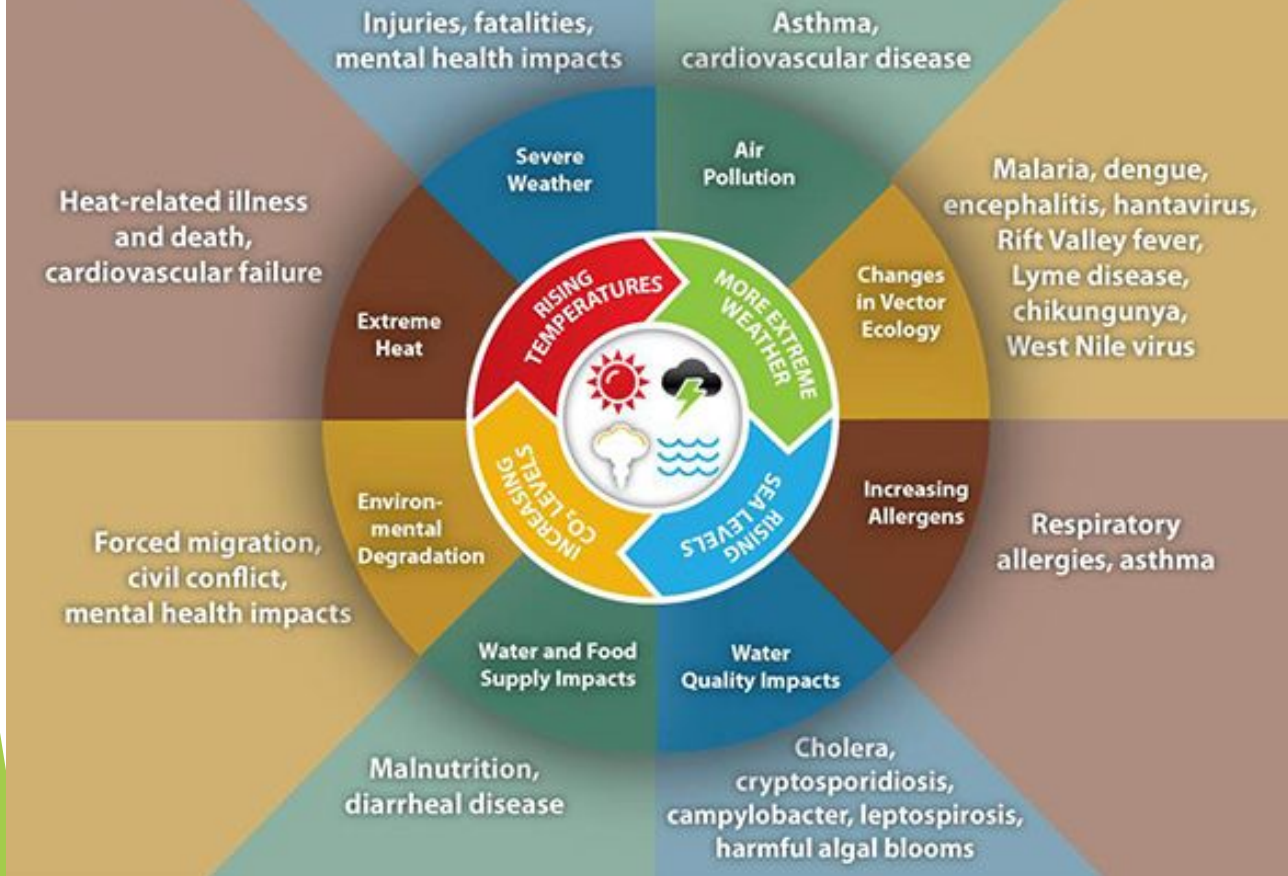 Injuries, fatalities,
mental health impacts
Asthma,
cardiovascular disease
Severe
Weather
Air
Pollution
Heat-related illness
and death,
cardiovascular failure
Malaria, dengue,
encephalitis, hantavirus,
Rift Valley fever,
Lyme disease,
chikungunya,
West Nile virus
Extreme
Heat
Changes
in Vector
Ecology
RISING
TEMPERATURES
MORE EXTREME
WEATHER
INCREASING
CO₂ LEVELS
RISING
SEA LEVELS
Environ-
mental
Degradation
Increasing
Allergens
Forced migration,
civil conflict,
mental health impacts
Respiratory
allergies, asthma
Water and Food
Supply Impacts
Water
Quality Impacts
Malnutrition,
diarrheal disease
Cholera,
cryptosporidiosis,
campylobacter, leptospirosis,
harmful algal blooms